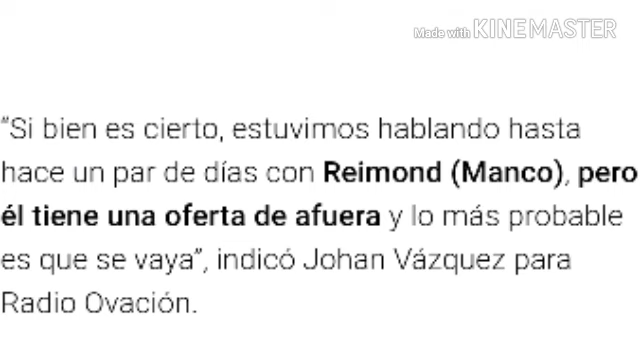 Made with KINEMASTER
“Si bien es cierto, estuvimos hablando hasta
hace un par de días con Reimond (Manco), pero
él tiene una oferta de afuera y lo más probable
es que se vaya”, indicó Johan Vázquez para
Radio Ovación.